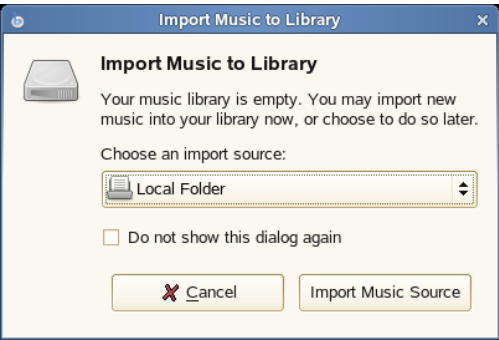 Import Music to Library
Import Music to Library
Your music library is empty. You may import new
music into your library now, or choose to do so later.
Choose an import source:
Local Folder
Do not show this dialog again
Cancel
Import Music Source